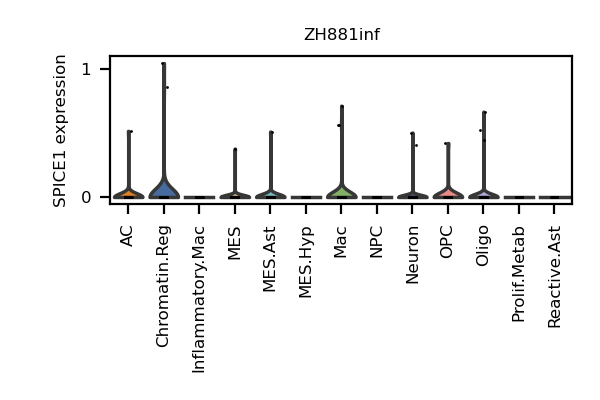 ZH881inf
SPICE1 expression
1
0
AC
Chromatin.Reg
Inflammatory.Mac
MES
MES.Ast
MES.Hyp
Mac
NPC
Neuron
OPC
Oligo
Prolif.Metab
Reactive.Ast